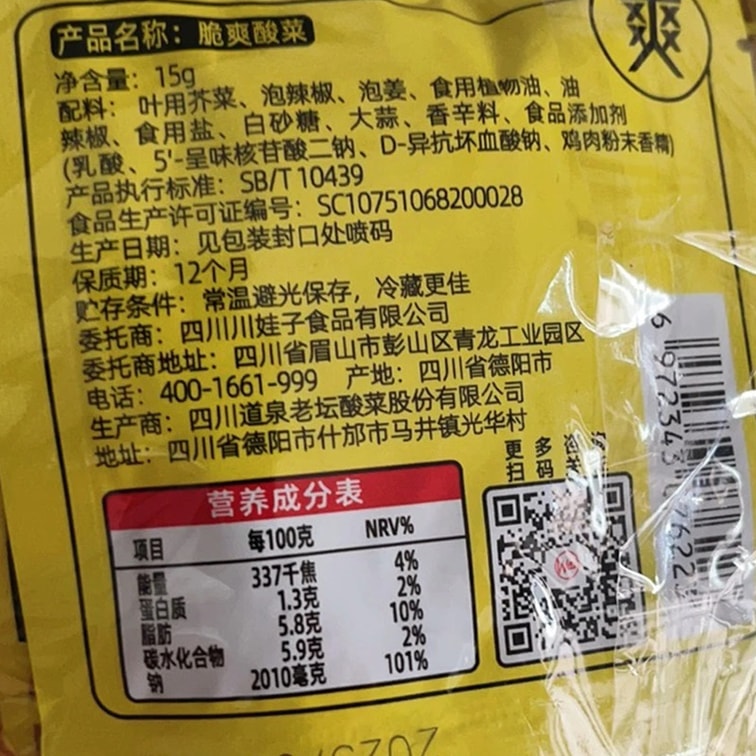 爽
产品名称：脆爽酸菜
净含量：15g
配料：叶用芥菜、泡辣椒、泡姜、食用植物油、油
辣椒、食用盐、白砂糖、大蒜、香辛料、食品添加剂
(乳酸、5'-呈味核苷酸二钠、D-异抗坏血酸钠、鸡肉粉末香精)
产品执行标准：SB/T 10439
食品生产许可证编号：SC10751068200028
生产日期：见包装封口处喷码
保质期：12个月
贮存条件：常温避光保存，冷藏更佳
委托商：四川川娃子食品有限公司
委托商地址：四川省眉山市彭山区青龙工业园区
电话：400-1661-999 产地：四川省德阳市
生产商：四川道泉老坛酸菜股份有限公司
地址：四川省德阳市什邡市马井镇光华村
更多
扫码
营养成分表
项目 每100克 NRV%
能量 337千焦 4%
蛋白质 1.3克 2%
脂肪 5.8克 10%
碳水化合物 5.9克 2%
钠 2010毫克 101%
6 972343